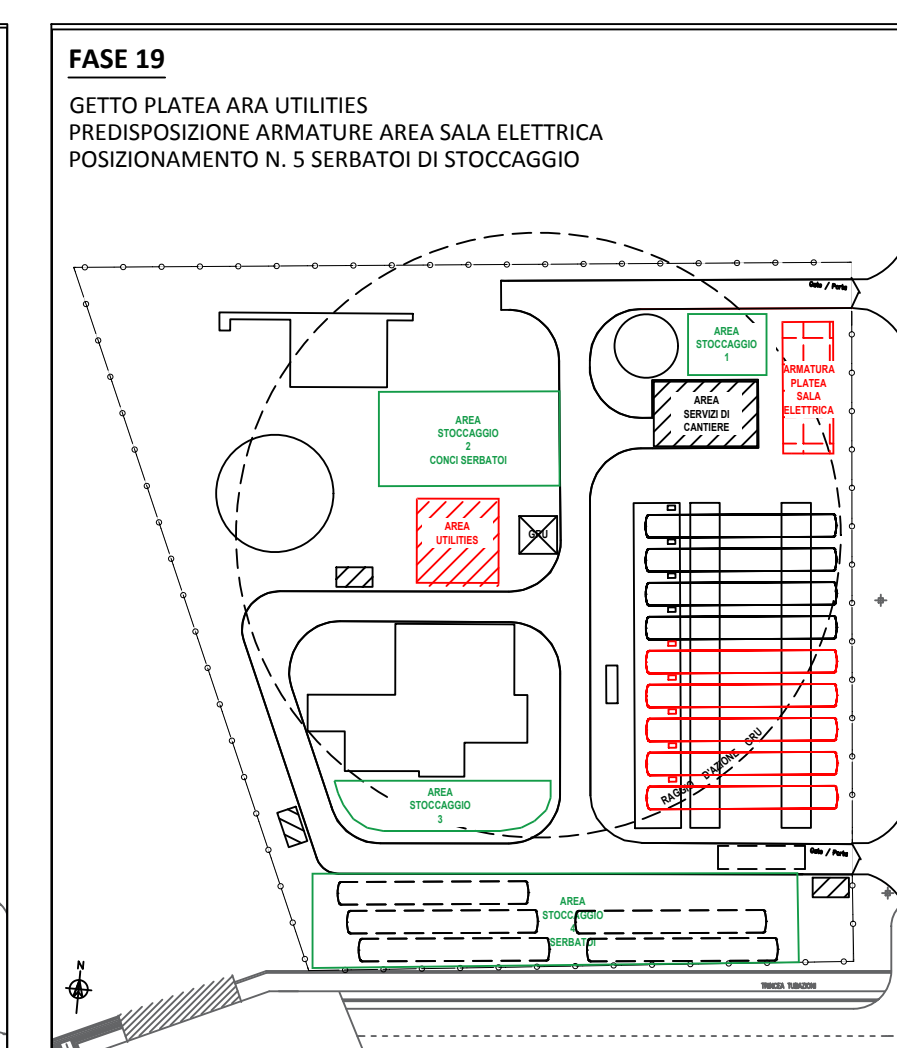 FASE 19
GETTO PLATEA ARA UTILITIES
PREDISPOSIZIONE ARMATURE AREA SALA ELETTRICA
POSIZIONAMENTO N. 5 SERBATOI DI STOCCAGGIO
Gate / Porta
AREA
STOCCAGGIO
1
ARMATURA
PLATEA
SALA
ELETTRICA
AREA
SERVIZI DI
CANTIERE
AREA
STOCCAGGIO
2
CONCI SERBATOI
AREA
UTILITIES
GRU
RAGGIO D'AZIONE GRU
AREA
STOCCAGGIO
3
Gate / Porta
AREA
STOCCAGGIO
4
SERBATOI
N
TRINCEA TUBAZIONI